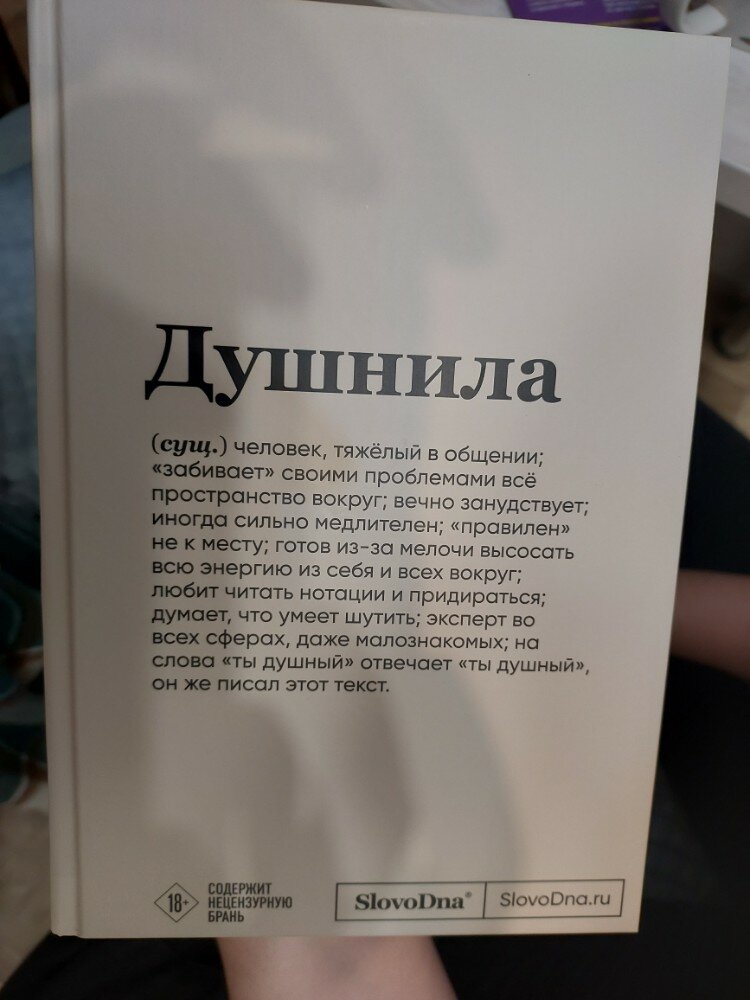 Душнила
(сущ.) человек, тяжёлый в общении;
«забивает» своими проблемами всё
пространство вокруг; вечно занудствует;
иногда сильно медлителен; «правилен»
не к месту; готов из-за мелочи высосать
всю энергию из себя и всех вокруг;
любит читать нотации и придираться;
думает, что умеет шутить; эксперт во
всех сферах, даже малознакомых; на
слова «ты душный» отвечает «ты душный»,
он же писал этот текст.
18+
СОДЕРЖИТ
НЕЦЕНЗУРНУЮ
БРАНЬ
SlovoDna®
SlovoDna.ru